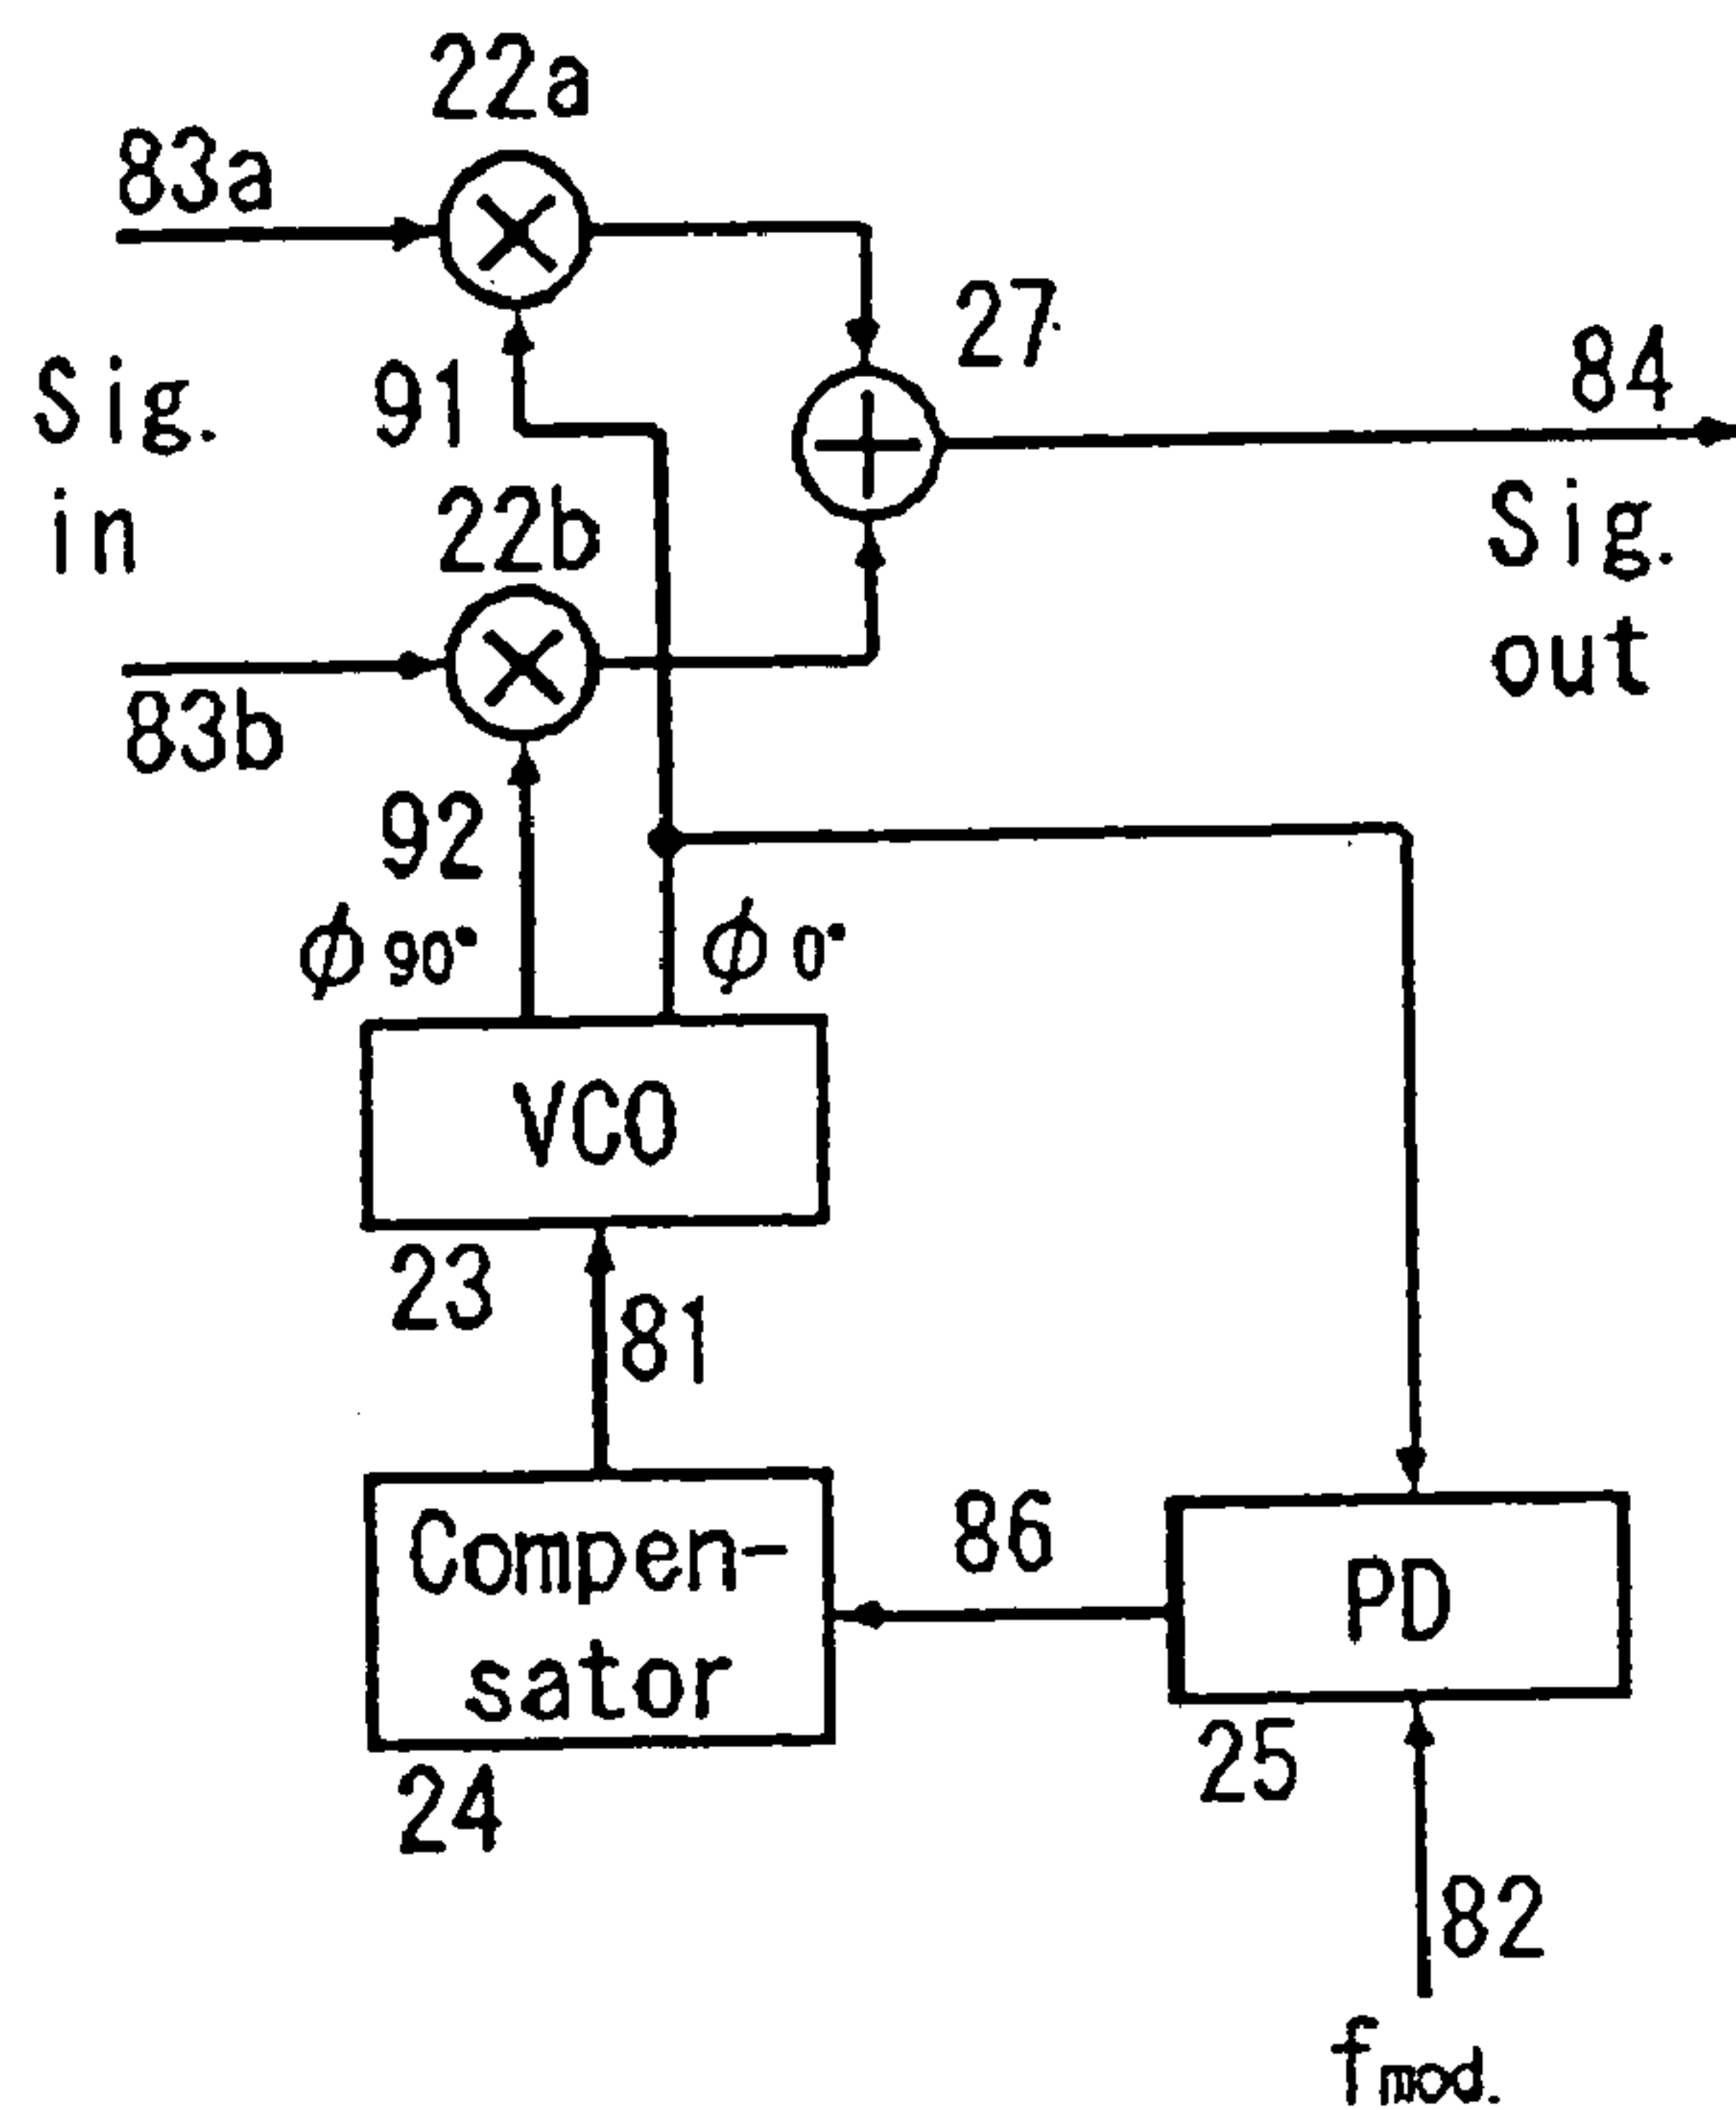 22a
83a
27
84
Sig.
in
91
22b
Sig.
out
83b
92
ϕ 90°
ϕ 0°
VCO
23
81
Compen-
sator
86
PD
24
25
82
fmod.